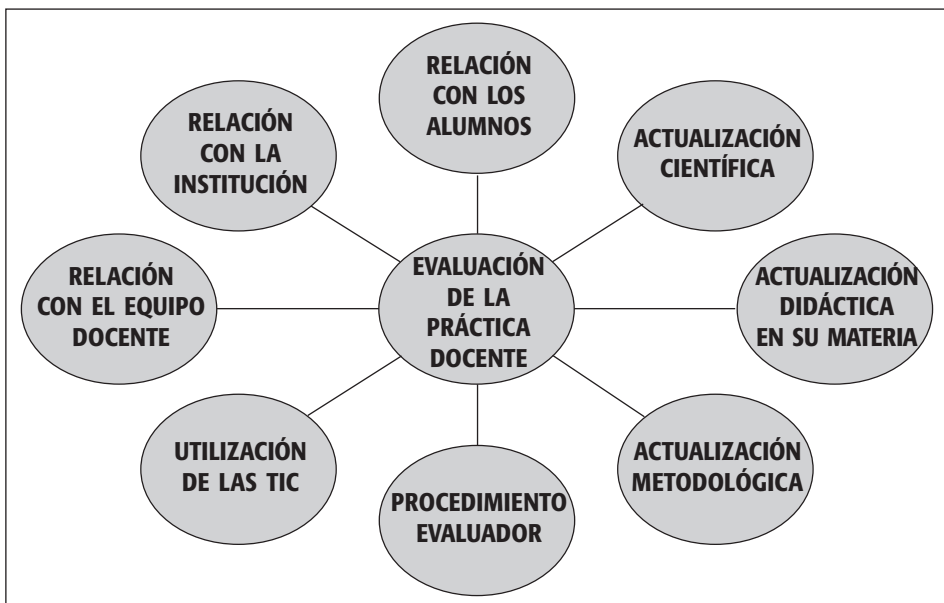 RELACIÓN
CON LOS
ALUMNOS
RELACIÓN
CON LA
INSTITUCIÓN
ACTUALIZACIÓN
CIENTÍFICA
RELACIÓN
CON EL EQUIPO
DOCENTE
EVALUACIÓN
DE LA
PRÁCTICA
DOCENTE
ACTUALIZACIÓN
DIDÁCTICA
EN SU MATERIA
UTILIZACIÓN
DE LAS TIC
PROCEDIMIENTO
EVALUADOR
ACTUALIZACIÓN
METODOLÓGICA